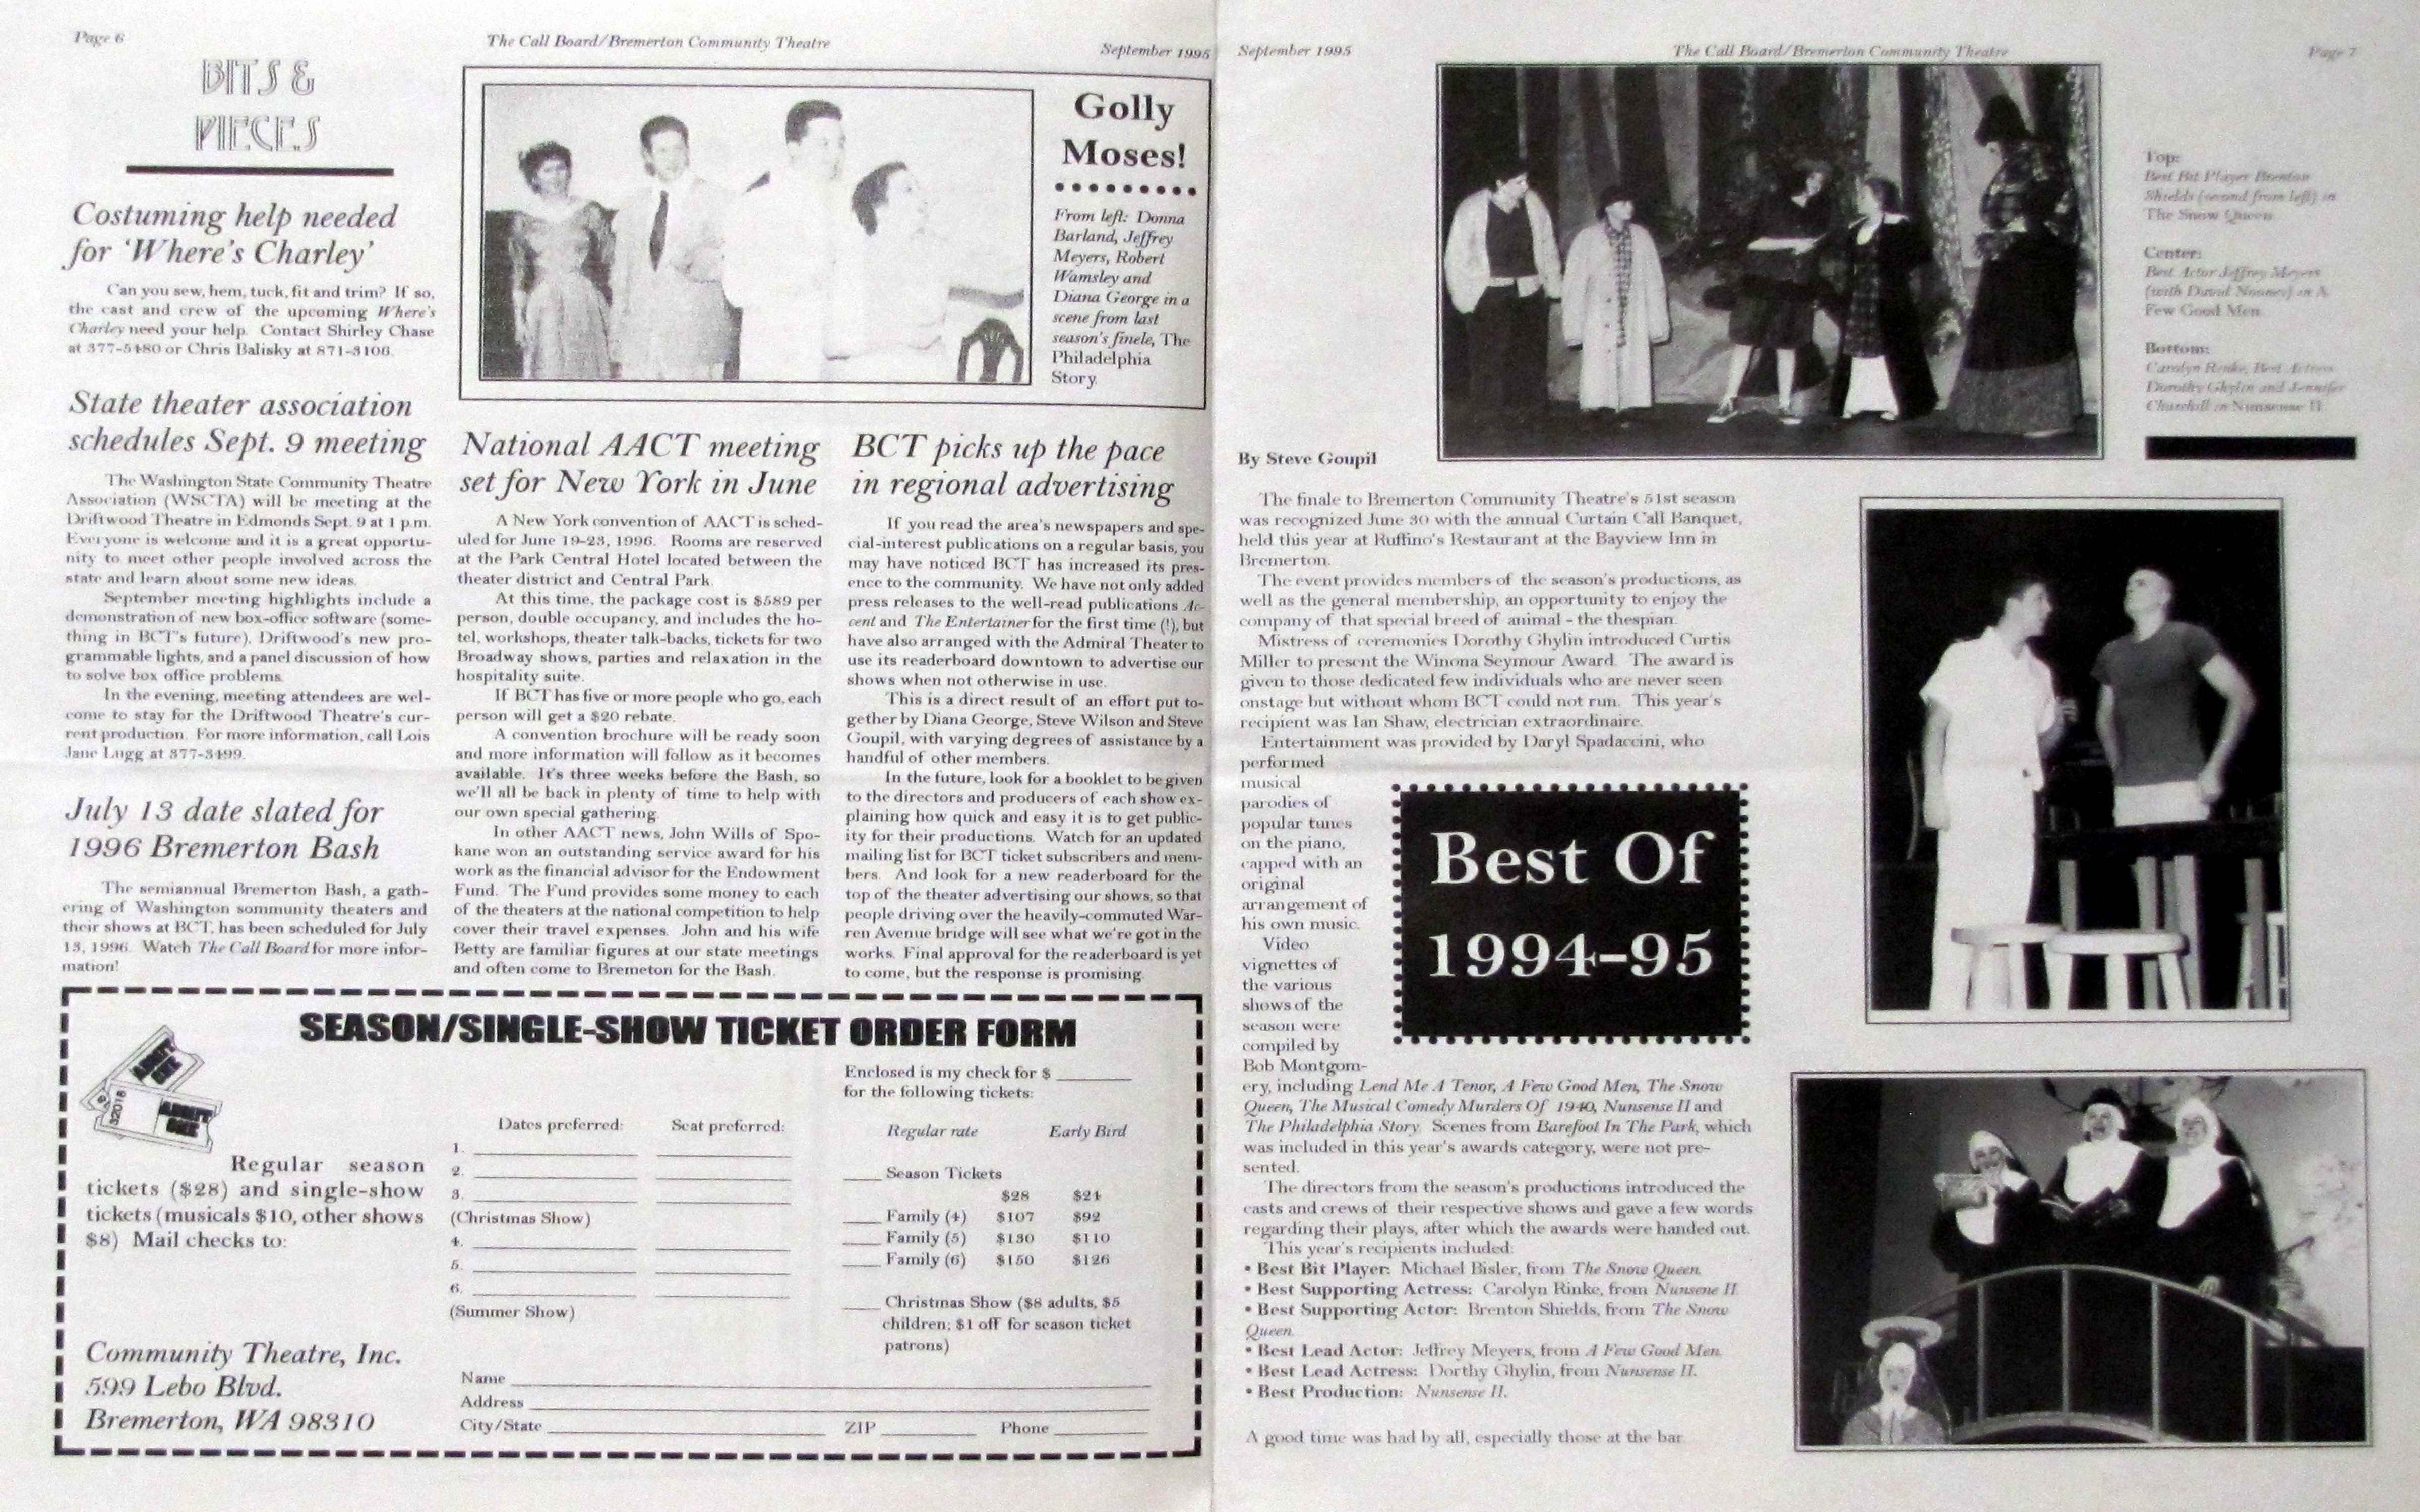 Page 6
The Call Board/Bremerton Community Theatre
September 1995
BITS &
PIECES
Costuming help needed
for 'Where's Charley'
Can you sew, hem, tuck, fit and trim? If so,
the cast and crew of the upcoming Where's
Charley need your help. Contact Shirley Chase
at 377-5480 or Chris Balisky at 871-3106.
State theater association
schedules Sept. 9 meeting
The Washington State Community Theatre
Association (WSCTA) will be meeting at the
Driftwood Theatre in Edmonds Sept. 9 at 1 p.m.
Everyone is welcome and it is a great opportu-
nity to meet other people involved across the
state and learn about some new ideas.
September meeting highlights include a
demonstration of new box-office software (some-
thing in BCT's future), Driftwood's new pro-
grammable lights, and a panel discussion of how
to solve box office problems.
In the evening, meeting attendees are wel-
come to stay for the Driftwood Theatre's cur-
rent production. For more information, call Lois
Jane Lugg at 377-3499.
July 13 date slated for
1996 Bremerton Bash
The semiannual Bremerton Bash, a gath-
ering of Washington sommunity theaters and
their shows at BCT, has been scheduled for July
13, 1996. Watch The Call Board for more infor-
mation!
Golly
Moses!
From left: Donna
Barland, Jeffrey
Meyers, Robert
Wamsley and
Diana George in a
scene from last
season's finele, The
Philadelphia
Story.
National AACT meeting
set for New York in June
A New York convention of AACT is sched-
uled for June 19-23, 1996. Rooms are reserved
at the Park Central Hotel located between the
theater district and Central Park.
At this time, the package cost is $589 per
person, double occupancy, and includes the ho-
tel, workshops, theater talk-backs, tickets for two
Broadway shows, parties and relaxation in the
hospitality suite.
If BCT has five or more people who go, each
person will get a $20 rebate.
A convention brochure will be ready soon
and more information will follow as it becomes
available. It's three weeks before the Bash, so
we'll all be back in plenty of time to help with
our own special gathering.
In other AACT news, John Wills of Spo-
kane won an outstanding service award for his
work as the financial advisor for the Endowment
Fund. The Fund provides some money to each
of the theaters at the national competition to help
cover their travel expenses. John and his wife
Betty are familiar figures at our state meetings
and often come to Bremeton for the Bash.
BCT picks up the pace
in regional advertising
If you read the area's newspapers and spe-
cial-interest publications on a regular basis, you
may have noticed BCT has increased its pres-
ence to the community. We have not only added
press releases to the well-read publications Ac-
cent and The Entertainer for the first time (!), but
have also arranged with the Admiral Theater to
use its readerboard downtown to advertise our
shows when not otherwise in use.
This is a direct result of an effort put to-
gether by Diana George, Steve Wilson and Steve
Goupil, with varying degrees of assistance by a
handful of other members.
In the future, look for a booklet to be given
to the directors and producers of each show ex-
plaining how quick and easy it is to get public-
ity for their productions. Watch for an updated
mailing list for BCT ticket subscribers and mem-
bers. And look for a new readerboard for the
top of the theater advertising our shows, so that
people driving over the heavily-commuted War-
ren Avenue bridge will see what we're got in the
works. Final approval for the readerboard is yet
to come, but the response is promising.
SEASON/SINGLE-SHOW TICKET ORDER FORM
ADMIT
ONE
32018
ADMIT
ONE
Regular season
tickets ($28) and single-show
tickets (musicals $10, other shows
$8) Mail checks to:
Community Theatre, Inc.
599 Lebo Blvd.
Bremerton, WA 98310
Dates preferred: Seat preferred:
1.
2.
3.
(Christmas Show)
4.
5.
6.
(Summer Show)
Enclosed is my check for $
for the following tickets:
Regular rate Early Bird
Season Tickets
$28 $24
Family (4) $107 $92
Family (5) $130 $110
Family (6) $150 $126
Christmas Show ($8 adults, $5
children; $1 off for season ticket
patrons)
Name
Address
City/State ZIP Phone
September 1995
The Call Board/Bremerton Community Theatre
Page 7
Top:
Best Bit Player Brenton
Shields (second from left) in
The Snow Queen.
Center:
Best Actor Jeffrey Meyers
(with David Nooney) in A
Few Good Men.
Bottom:
Carolyn Rinke, Best Actress
Dorothy Ghylin and Jennifer
Churchill in Nunsense II.
By Steve Goupil
The finale to Bremerton Community Theatre's 51st season
was recognized June 30 with the annual Curtain Call Banquet,
held this year at Ruffino's Restaurant at the Bayview Inn in
Bremerton.
The event provides members of the season's productions, as
well as the general membership, an opportunity to enjoy the
company of that special breed of animal - the thespian.
Mistress of ceremonies Dorothy Ghylin introduced Curtis
Miller to present the Winona Seymour Award. The award is
given to those dedicated few individuals who are never seen
onstage but without whom BCT could not run. This year's
recipient was Ian Shaw, electrician extraordinaire.
Entertainment was provided by Daryl Spadaccini, who
performed
musical
parodies of
popular tunes
on the piano,
capped with an
original
arrangement of
his own music.
Video
vignettes of
the various
shows of the
season were
compiled by
Bob Montgom-
ery, including Lend Me A Tenor, A Few Good Men, The Snow
Queen, The Musical Comedy Murders Of 1940, Nunsense II and
The Philadelphia Story. Scenes from Barefoot In The Park, which
was included in this year's awards category, were not pre-
sented.
The directors from the season's productions introduced the
casts and crews of their respective shows and gave a few words
regarding their plays, after which the awards were handed out.
This year's recipients included:
• Best Bit Player: Michael Bisler, from The Snow Queen.
• Best Supporting Actress: Carolyn Rinke, from Nunsene II.
• Best Supporting Actor: Brenton Shields, from The Snow
Queen.
• Best Lead Actor: Jeffrey Meyers, from A Few Good Men.
• Best Lead Actress: Dorthy Ghylin, from Nunsense II.
• Best Production: Nunsense II.
A good time was had by all, especially those at the bar.
Best Of
1994-95